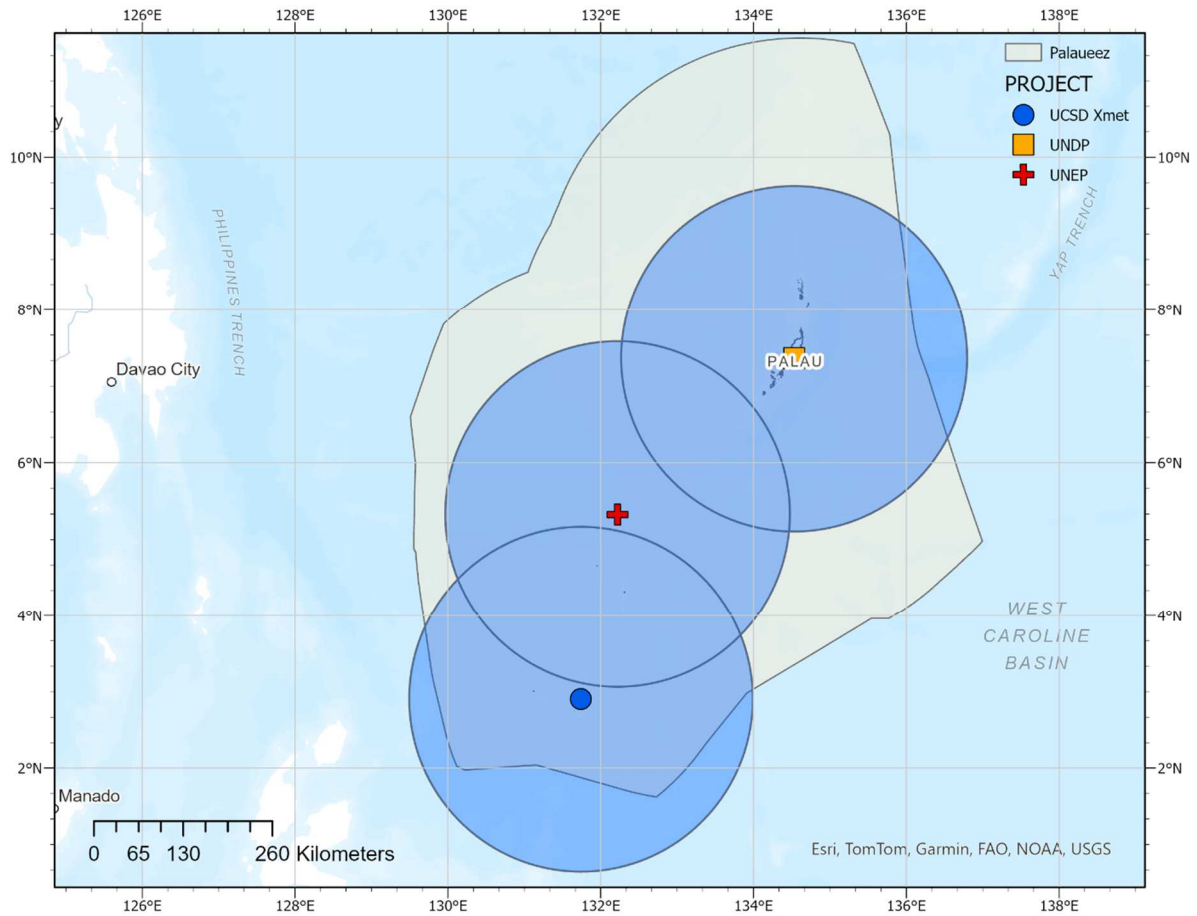 126°E 128°E 130°E 132°E 134°E 136°E 138°E
Palaueez
PROJECT
UCSD Xmet
UNDP
UNEP
y
10°N 10°N
PHILIPPINES TRENCH
YAP TRENCH
8°N 8°N
Davao City
PALAU
6°N 6°N
4°N 4°N
WEST
CAROLINE
BASIN
2°N 2°N
Manado
0 65 130 260 Kilometers
Esri, TomTom, Garmin, FAO, NOAA, USGS
126°E 128°E 130°E 132°E 134°E 136°E 138°E